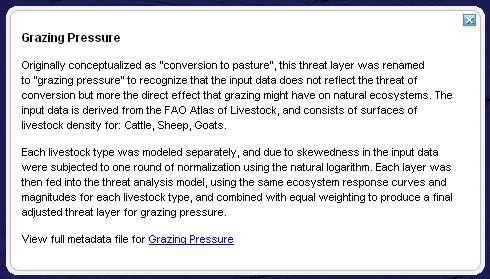 Grazing Pressure
Originally conceptualized as "conversion to pasture", this threat layer was renamed
to "grazing pressure" to recognize that the input data does not reflect the threat of
conversion but more the direct effect that grazing might have on natural ecosystems. The
input data is derived from the FAO Atlas of Livestock, and consists of surfaces of
livestock density for: Cattle, Sheep, Goats.
Each livestock type was modeled separately, and due to skewedness in the input data
were subjected to one round of normalization using the natural logarithm. Each layer was
then fed into the threat analysis model, using the same ecosystem response curves and
magnitudes for each livestock type, and combined with equal weighting to produce a final
adjusted threat layer for grazing pressure.
View full metadata file for Grazing Pressure